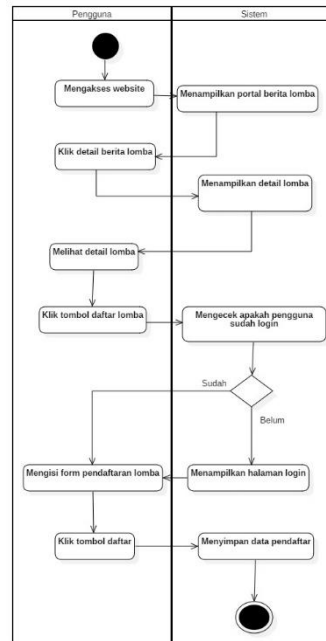 Pengguna
Sistem
Mengakses website
Menampilkan portal berita lomba
Klik detail berita lomba
Menampilkan detail lomba
Melihat detail lomba
Klik tombol daftar lomba
Mengecek apakah pengguna
sudah login
Sudah
Belum
Mengisi form pendaftaran lomba
Menampilkan halaman login
Klik tombol daftar
Menyimpan data pendaftar